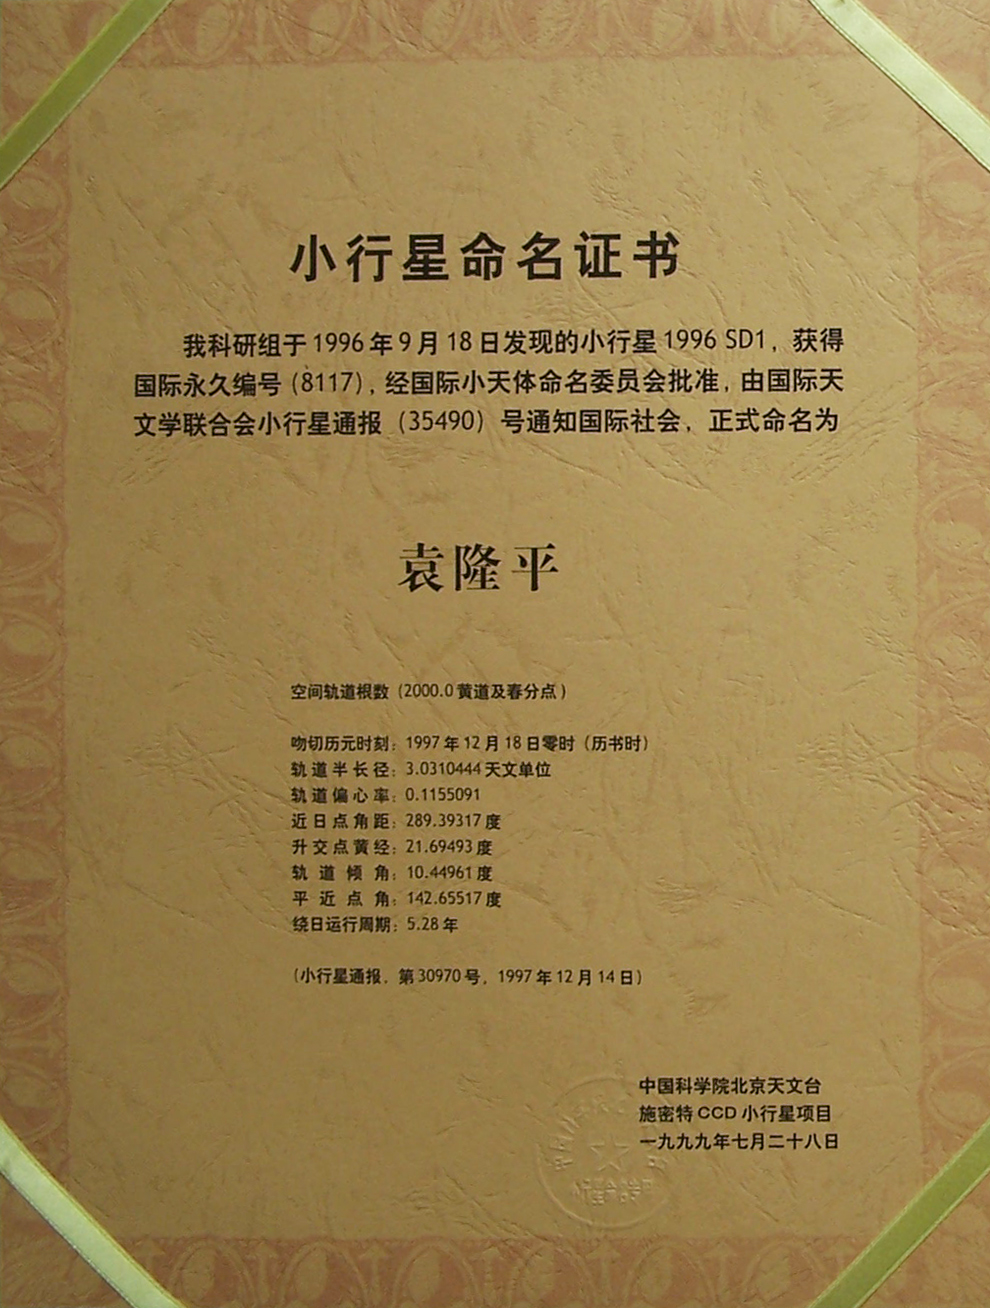 小行星命名证书
我科研组于1996年9月18日发现的小行星1996 SD1，获得
国际永久编号(8117)，经国际小天体命名委员会批准，由国际天
文学联合会小行星通报（35490）号通知国际社会，正式命名为
袁隆平
空间轨道根数（2000.0黄道及春分点）
吻切历元时刻：1997年12月18日零时（历书时）
轨道半长径：3.0310444天文单位
轨道偏心率：0.1155091
近日点角距：289.39317度
升交点黄经：21.69493度
轨道倾角：10.44961度
平近点角：142.65517度
绕日运行周期：5.28年
（小行星通报，第30970号，1997年12月14日）
中国科学院北京天文台
施密特CCD小行星项目
一九九九年七月二十八日